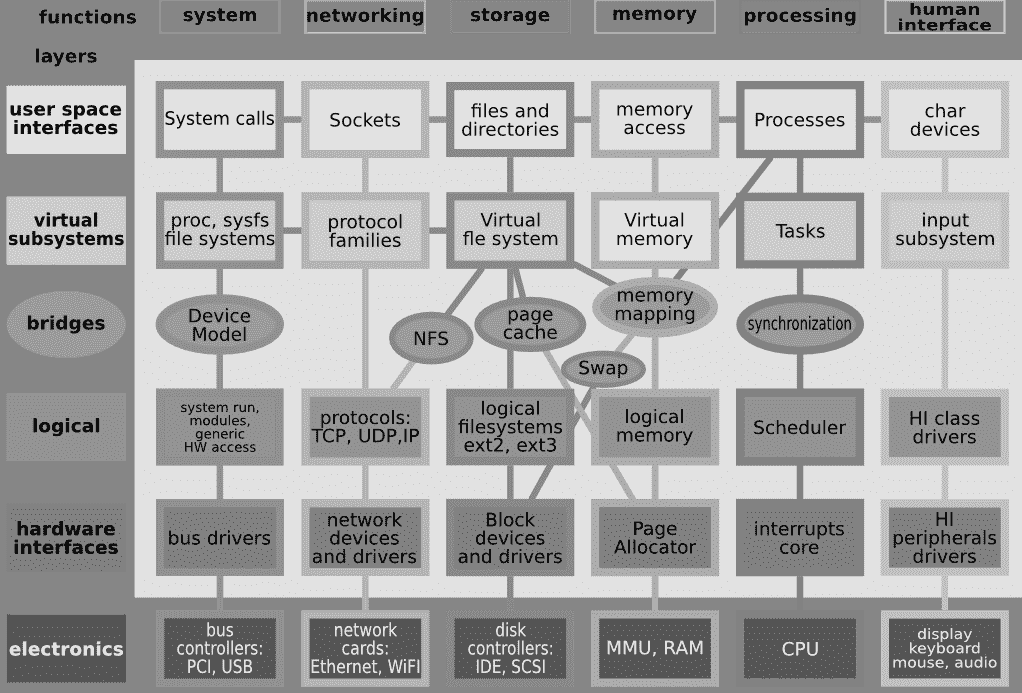 functions
system
networking
storage
memory
processing
human
interface
layers
user space
interfaces
System calls
Sockets
files and
directories
memory
access
Processes
char
devices
virtual
subsystems
proc, sysfs
file systems
protocol
families
Virtual
fle system
Virtual
memory
Tasks
input
subsystem
bridges
Device
Model
NFS
page
cache
memory
mapping
Swap
synchronization
logical
system run,
modules,
generic
HW access
protocols:
TCP, UDP,IP
logical
filesystems
ext2, ext3
logical
memory
Scheduler
HI class
drivers
hardware
interfaces
bus drivers
network
devices
and drivers
Block
devices
and drivers
Page
Allocator
interrupts
core
HI
peripherals
drivers
electronics
bus
controllers:
PCI, USB
network
cards:
Ethernet, WiFI
disk
controllers:
IDE, SCSI
MMU, RAM
CPU
display
keyboard
mouse, audio